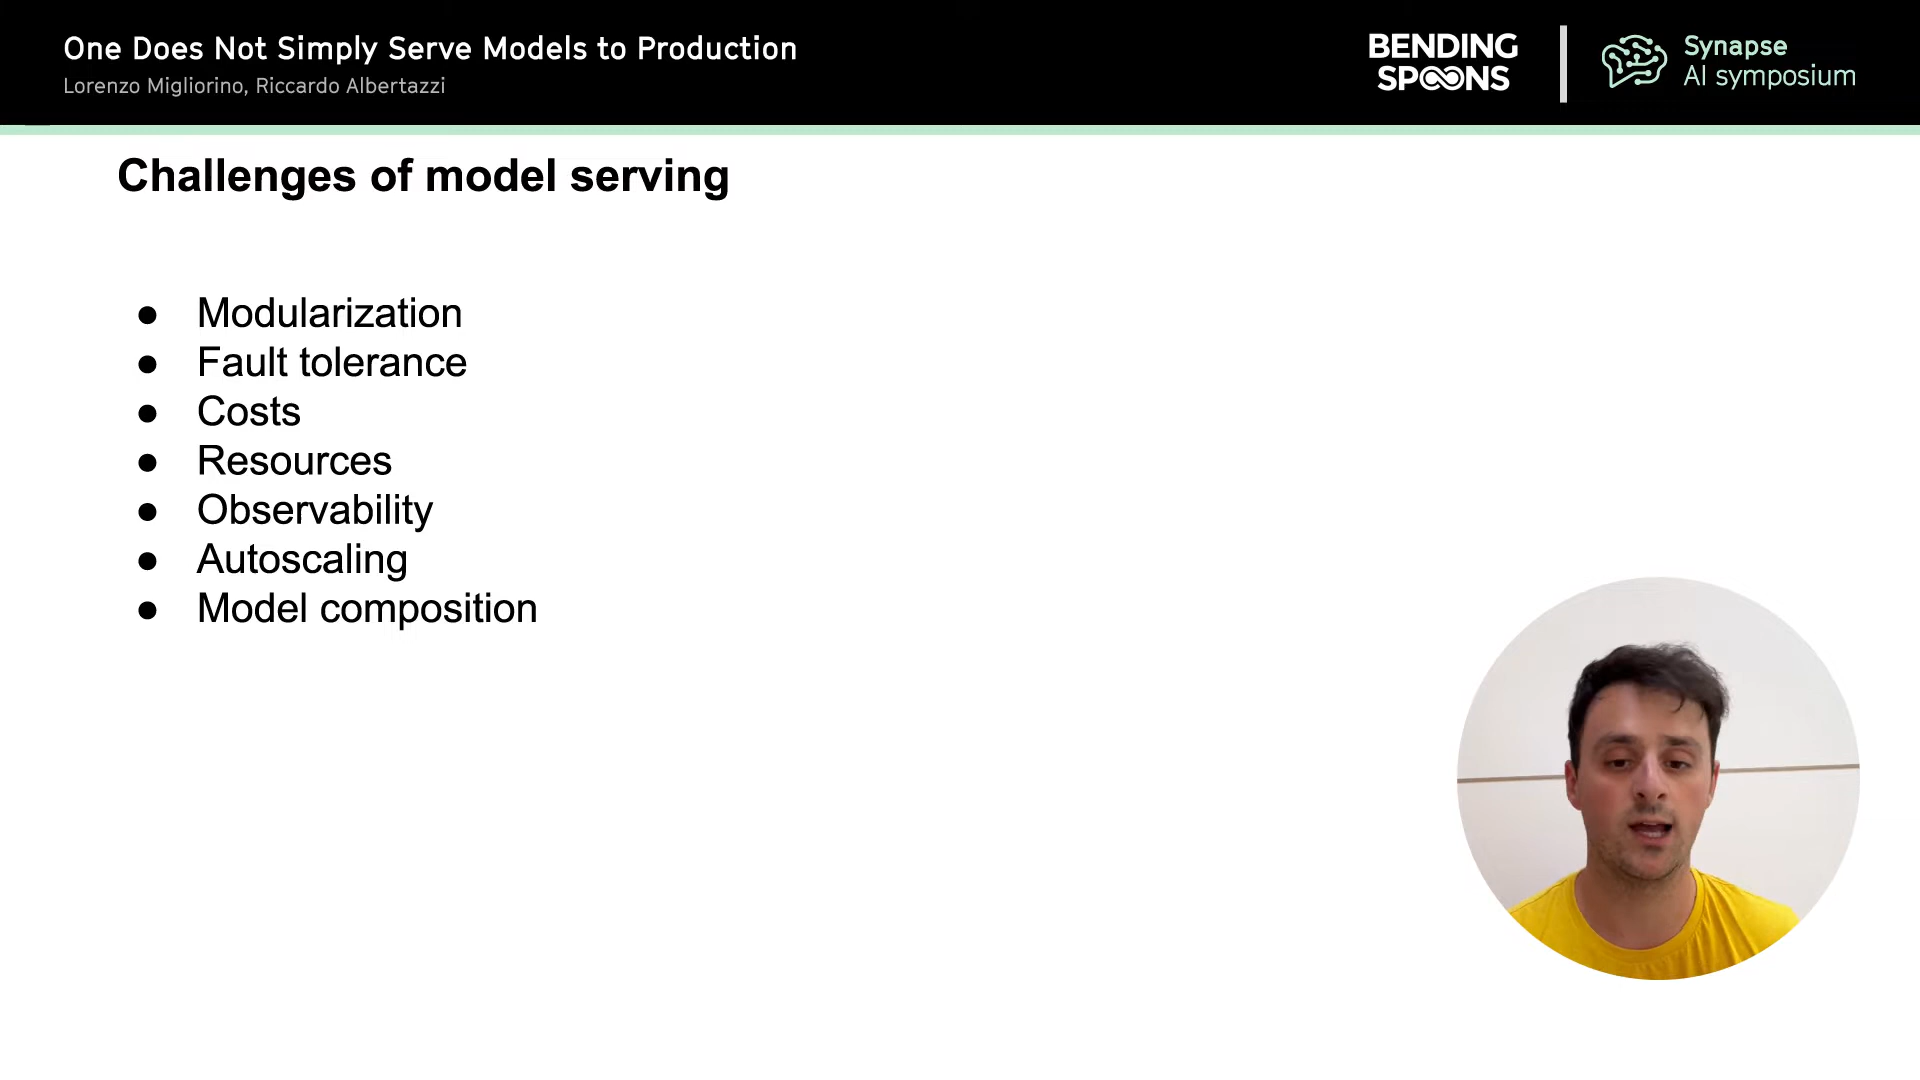 One Does Not Simply Serve Models to Production
Lorenzo Migliorino, Riccardo Albertazzi
BENDING
SPOONS
Synapse
AI symposium
Challenges of model serving
● Modularization
● Fault tolerance
● Costs
● Resources
● Observability
● Autoscaling
● Model composition